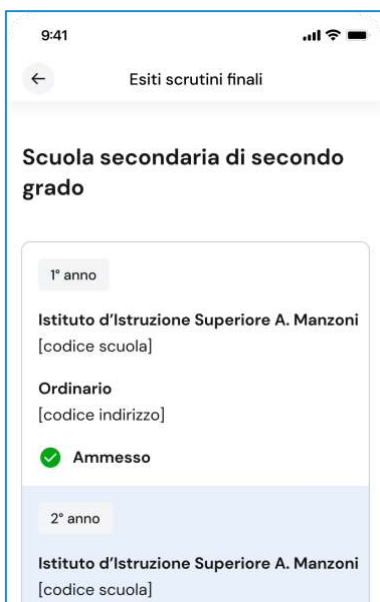 9:41
Esiti scrutini finali
Scuola secondaria di secondo
grado
1° anno
Istituto d'Istruzione Superiore A. Manzoni
[codice scuola]
Ordinario
[codice indirizzo]
Ammesso
2° anno
Istituto d'Istruzione Superiore A. Manzoni
[codice scuola]